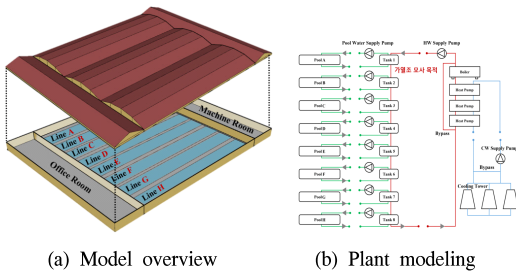 Machine Room
Line A
Line B
Line C
Line D
Line E
Line F
Line G
Line H
Office Room
(a) Model overview
Pool Water Supply Pump
HW Supply Pump
Pool A
Tank 1
Pool B
Tank 2
Pool C
Tank 3
Pool D
Tank 4
Pool E
Tank 5
Pool F
Tank 6
Pool G
Tank 7
Pool H
Tank 8
가열조 모사 목적
Boiler
Heat Pump
Heat Pump
Heat Pump
Bypass
CW Supply Pump
Bypass
Cooling Tower
(b) Plant modeling